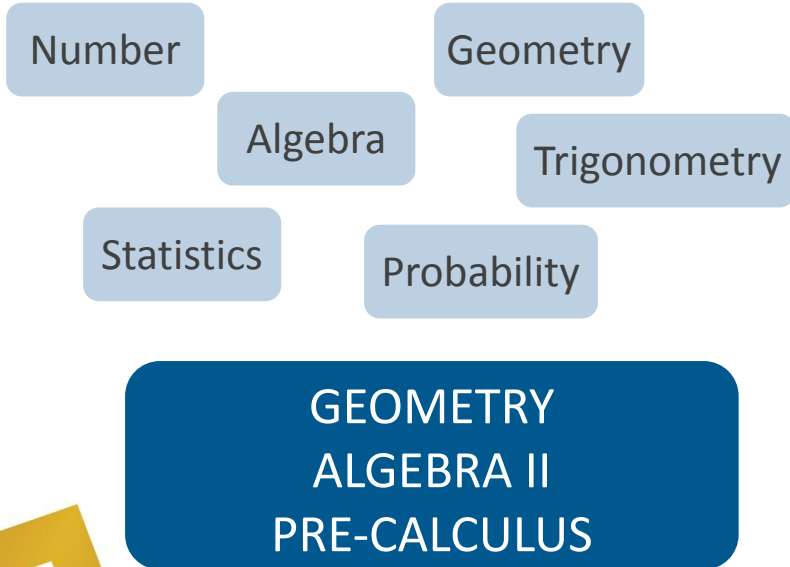 Number
Geometry
Algebra
Trigonometry
Statistics
Probability
GEOMETRY
ALGEBRA II
PRE-CALCULUS